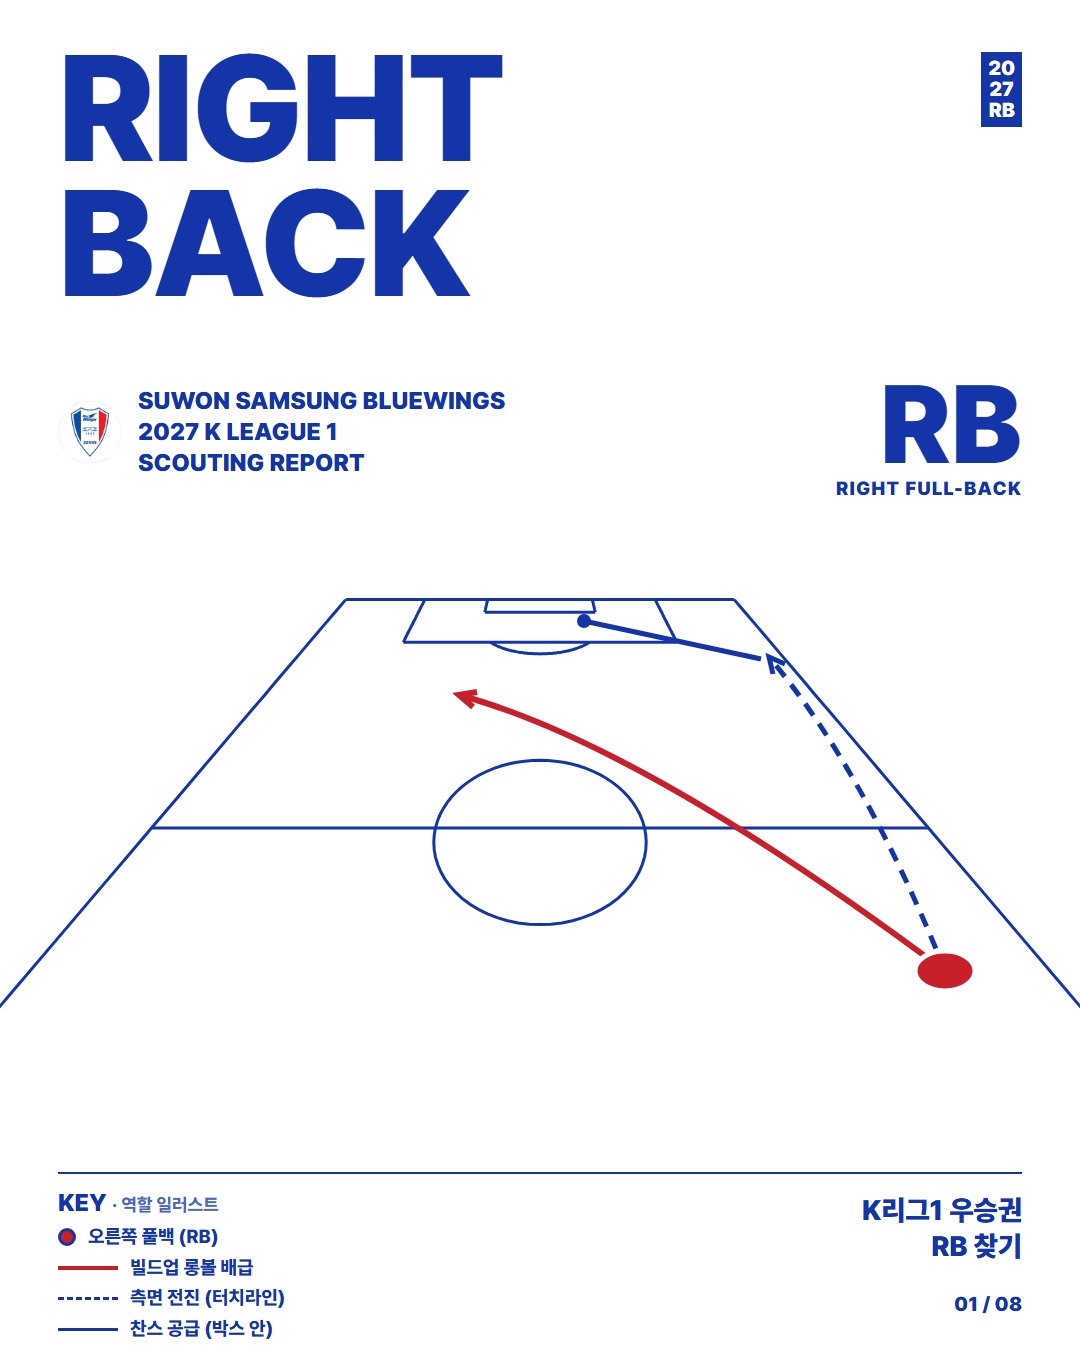 RIGHT
BACK
20
27
RB
SUWON SAMSUNG BLUEWINGS
2027 K LEAGUE 1
SCOUTING REPORT
RB
RIGHT FULL-BACK
KEY · 역할 일러스트
오른쪽 풀백 (RB)
빌드업 롱볼 배급
측면 전진 (터치라인)
찬스 공급 (박스 안)
K리그1 우승권
RB 찾기
01 / 08